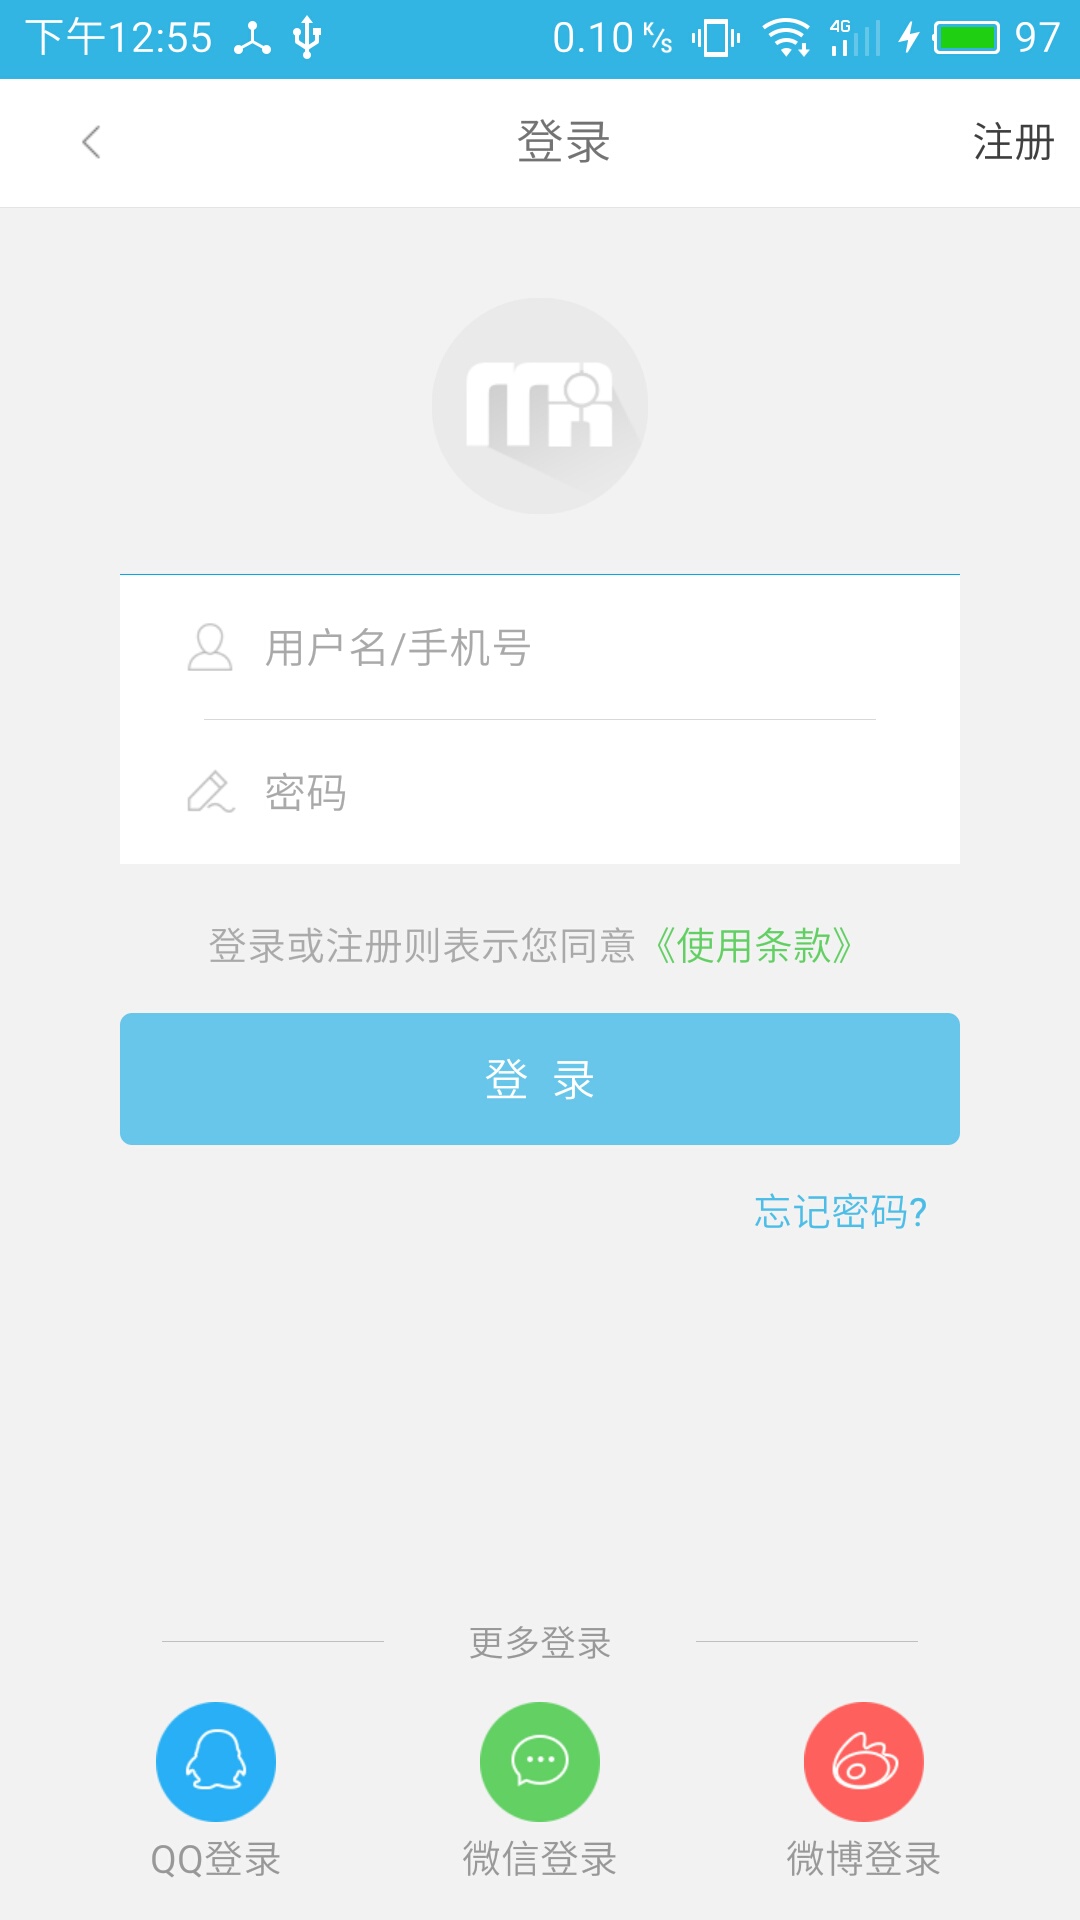 下午12:55 0.10 K/s 4G 97
登录 注册
用户名/手机号
密码
登录或注册则表示您同意《使用条款》
登 录
忘记密码?
更多登录
QQ登录 微信登录 微博登录